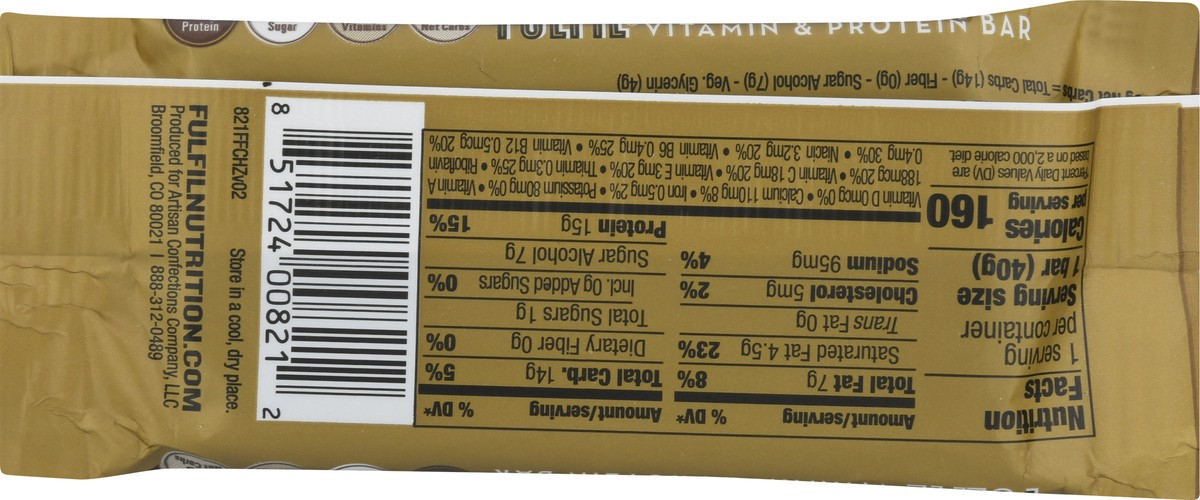 Nutrition
Facts
1 serving
per container
Serving size
1 bar (40g)
Calories
per serving
160
Amount/serving % DV*
Total Fat 7g 8%
Saturated Fat 4.5g 23%
Trans Fat 0g
Cholesterol 5mg 2%
Sodium 95mg 4%
Amount/serving % DV*
Total Carb. 14g 5%
Dietary Fiber 0g 0%
Total Sugars 1g
Incl. 0g Added Sugars 0%
Sugar Alcohol 7g
Protein 15g 15%
Vitamin D 0mcg 0% • Calcium 110mg 8% • Iron 0.5mg 2% • Potassium 80mg 0% • Vitamin A
188mcg 20% • Vitamin C 18mg 20% • Vitamin E 3mg 20% • Thiamin 0.3mg 25% • Riboflavin
0.4mg 30% • Niacin 3.2mg 20% • Vitamin B6 0.4mg 25% • Vitamin B12 0.5mcg 20%
*Percent Daily Values (DV) are
based on a 2,000 calorie diet.
Net Carbs = Total Carbs (14g) - Fiber (0g) - Sugar Alcohol (7g) - Veg. Glycerin (4g)
Protein
Sugar
Vitamins
Net Carbs
FULFIL VITAMIN & PROTEIN BAR
8 51724 00821 2
821FFCHZV02 Store in a cool, dry place.
FULFILNUTRITION.COM
Produced for Artisan Confections Company, LLC
Broomfield, CO 80021 | 888-312-0489